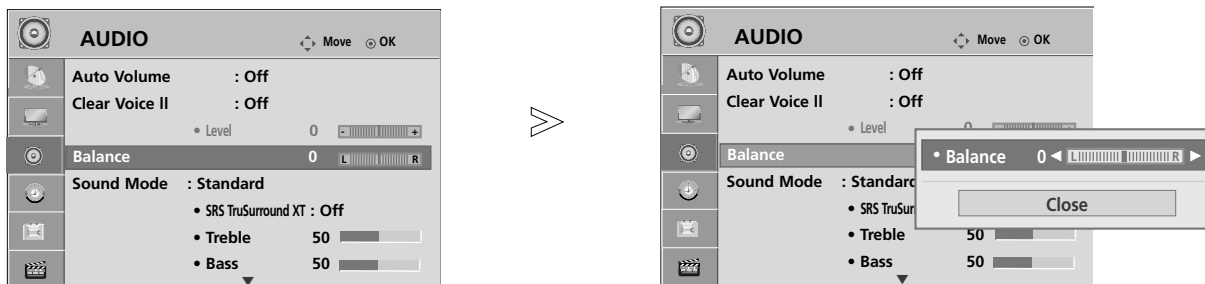 AUDIO
Move OK
Auto Volume : Off
Clear Voice II : Off
• Level 0 - +
Balance 0 L R
Sound Mode : Standard
• SRS TruSurround XT : Off
• Treble 50
• Bass 50
AUDIO
Move OK
Auto Volume : Off
Clear Voice II : Off
• Level 0
Balance
Sound Mode : Standard
• SRS TruSur
• Treble 50
• Bass 50
• Balance 0 ◄ L R ►
Close